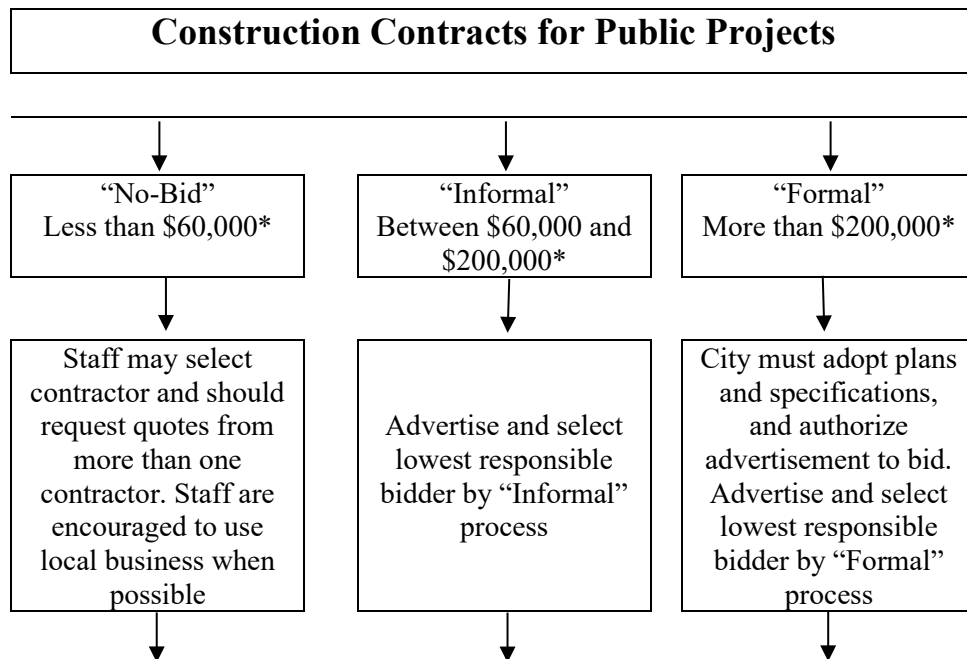 Construction Contracts for Public Projects
“No-Bid”
Less than $60,000*
“Informal”
Between $60,000 and
$200,000*
“Formal”
More than $200,000*
Staff may select
contractor and should
request quotes from
more than one
contractor. Staff are
encouraged to use
local business when
possible
Advertise and select
lowest responsible
bidder by “Informal”
process
City must adopt plans
and specifications,
and authorize
advertisement to bid.
Advertise and select
lowest responsible
bidder by “Formal”
process